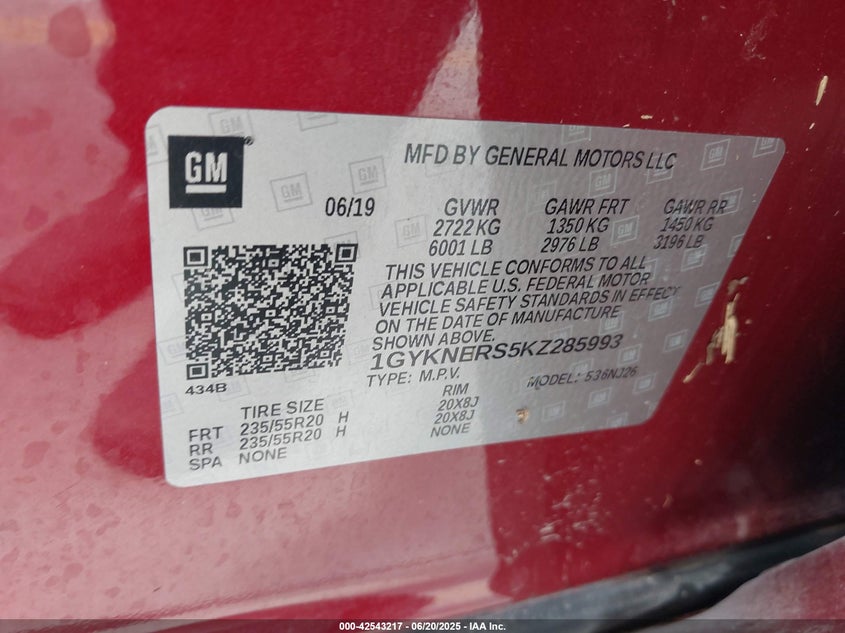 GM
MFD BY GENERAL MOTORS LLC
06/19 GVWR GAWR FRT GAWR RR
2722 KG 1350 KG 1450 KG
6001 LB 2976 LB 3196 LB
THIS VEHICLE CONFORMS TO ALL
APPLICABLE U.S. FEDERAL MOTOR
VEHICLE SAFETY STANDARDS IN EFFECT
ON THE DATE OF MANUFACTURE
SHOWN ABOVE.
1GYKNERS5KZ285993
TYPE: M.P.V. MODEL: 536NJ26
434B
TIRE SIZE RIM
FRT 235/55R20 H 20X8J
RR 235/55R20 H 20X8J
SPA NONE NONE
000-42543217 - 06/20/2025 - IAA Inc.